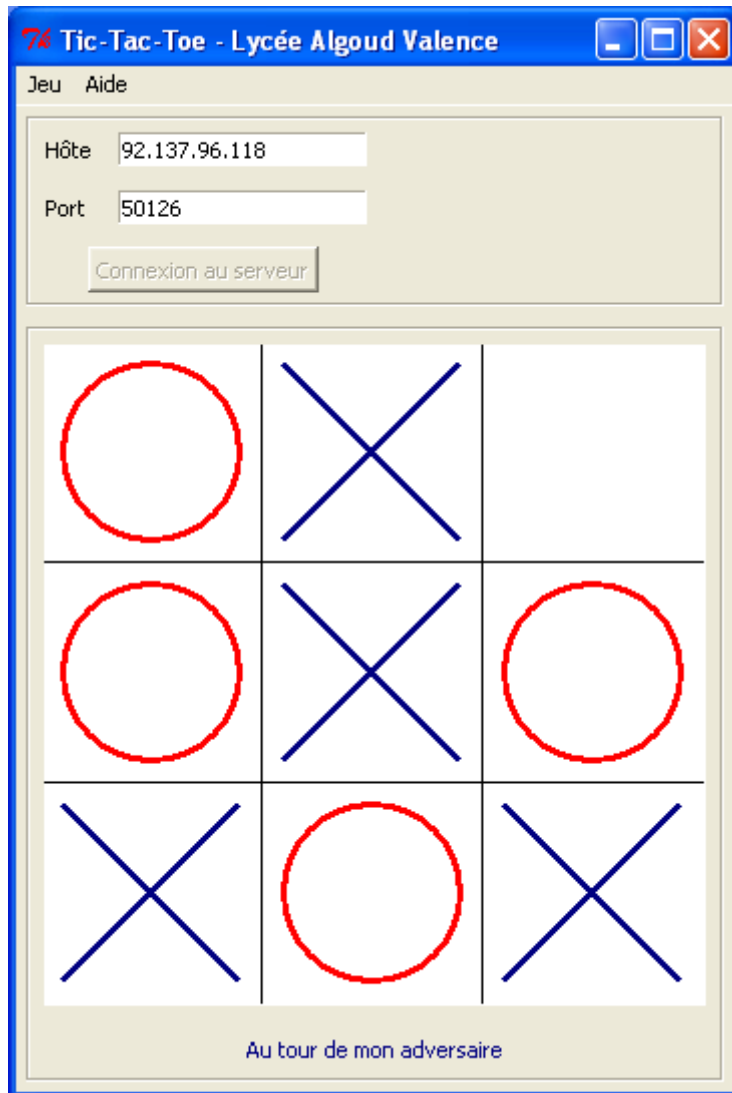 Tic-Tac-Toe - Lycée Algoud Valence
Jeu Aide
Hôte 92.137.96.118
Port 50126
Connexion au serveur
Au tour de mon adversaire